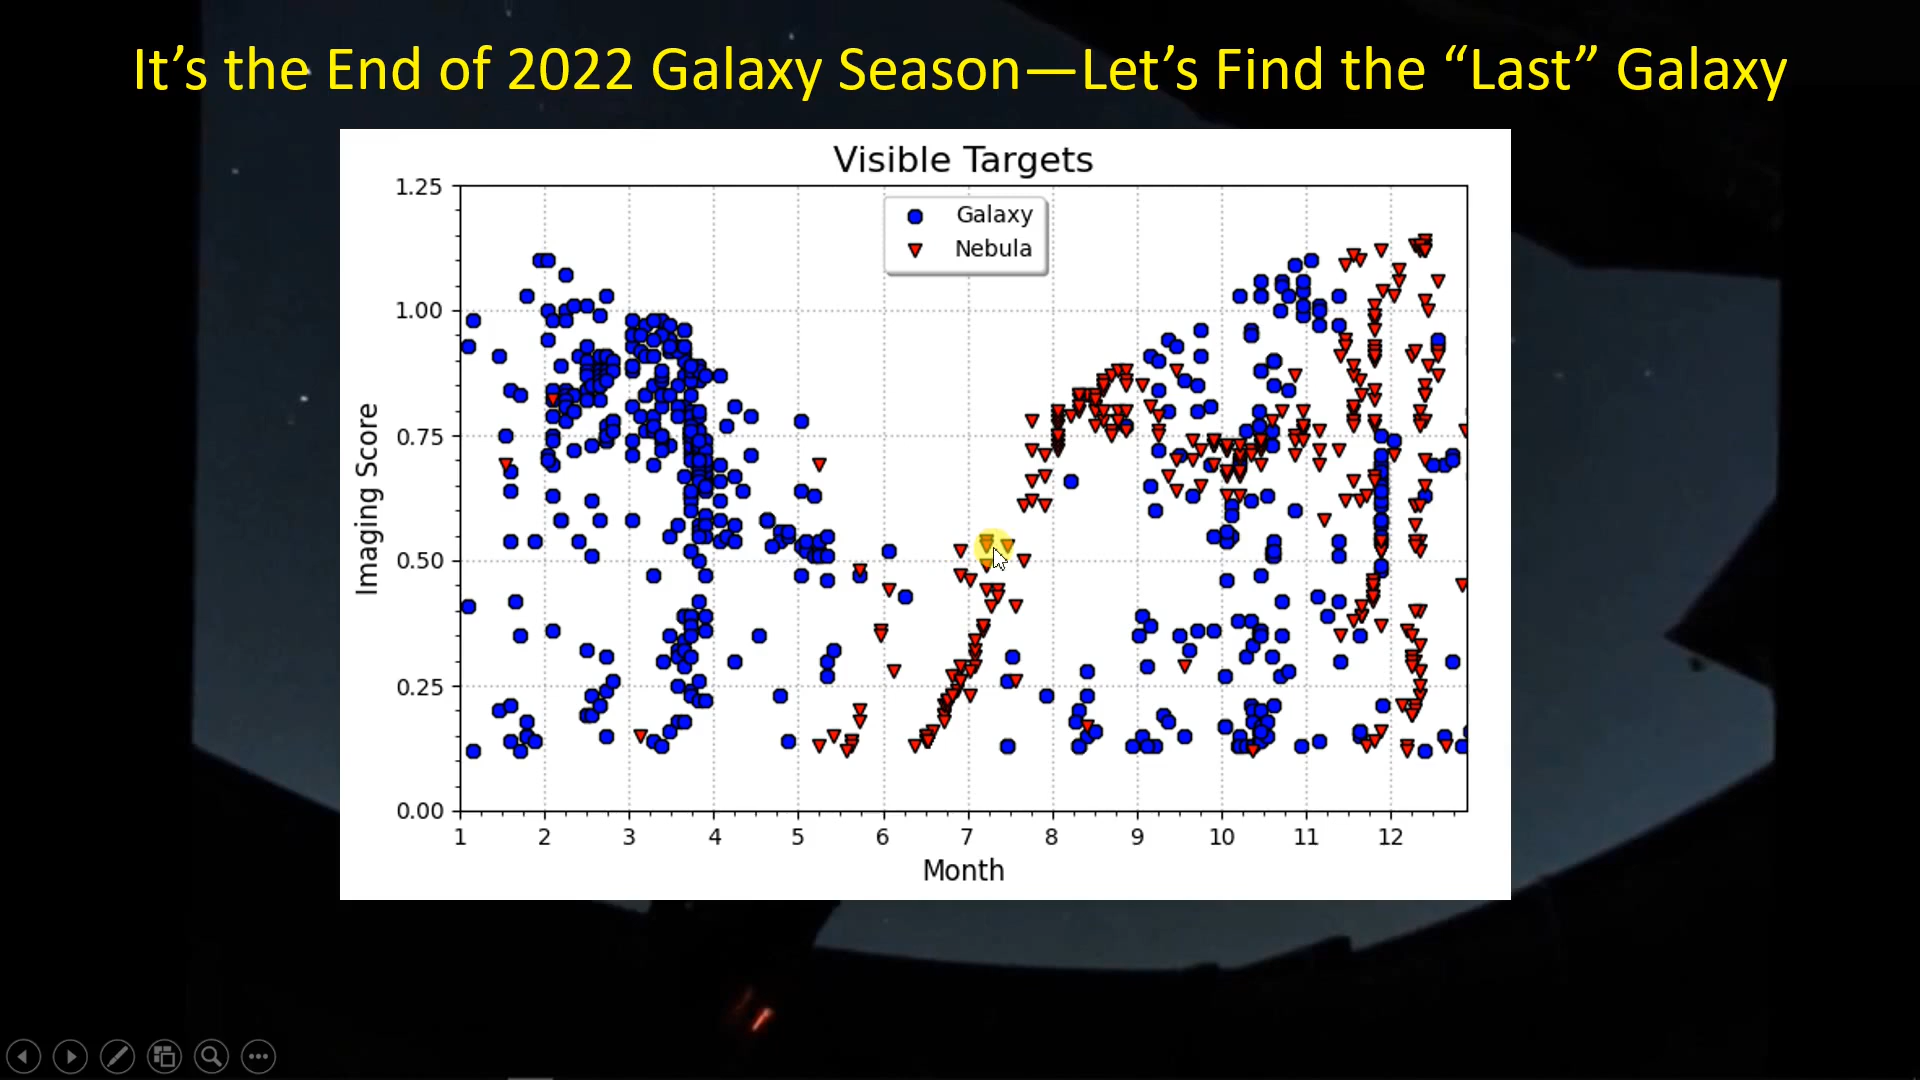 It’s the End of 2022 Galaxy Season—Let’s Find the “Last” Galaxy
Visible Targets
Galaxy
Nebula
1.25
1.00
0.75
0.50
0.25
0.00
Imaging Score
1 2 3 4 5 6 7 8 9 10 11 12
Month